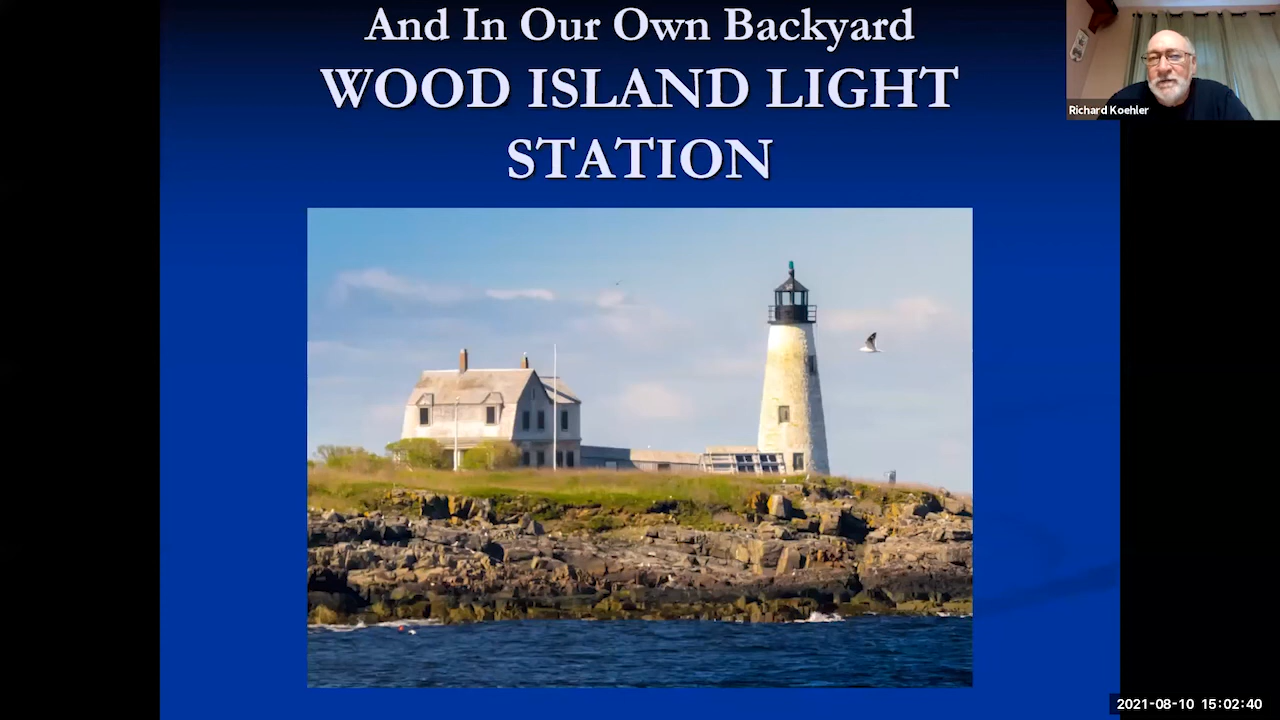 And In Our Own Backyard
WOOD ISLAND LIGHT
STATION
Richard Koehler
2021-08-10 15:02:40